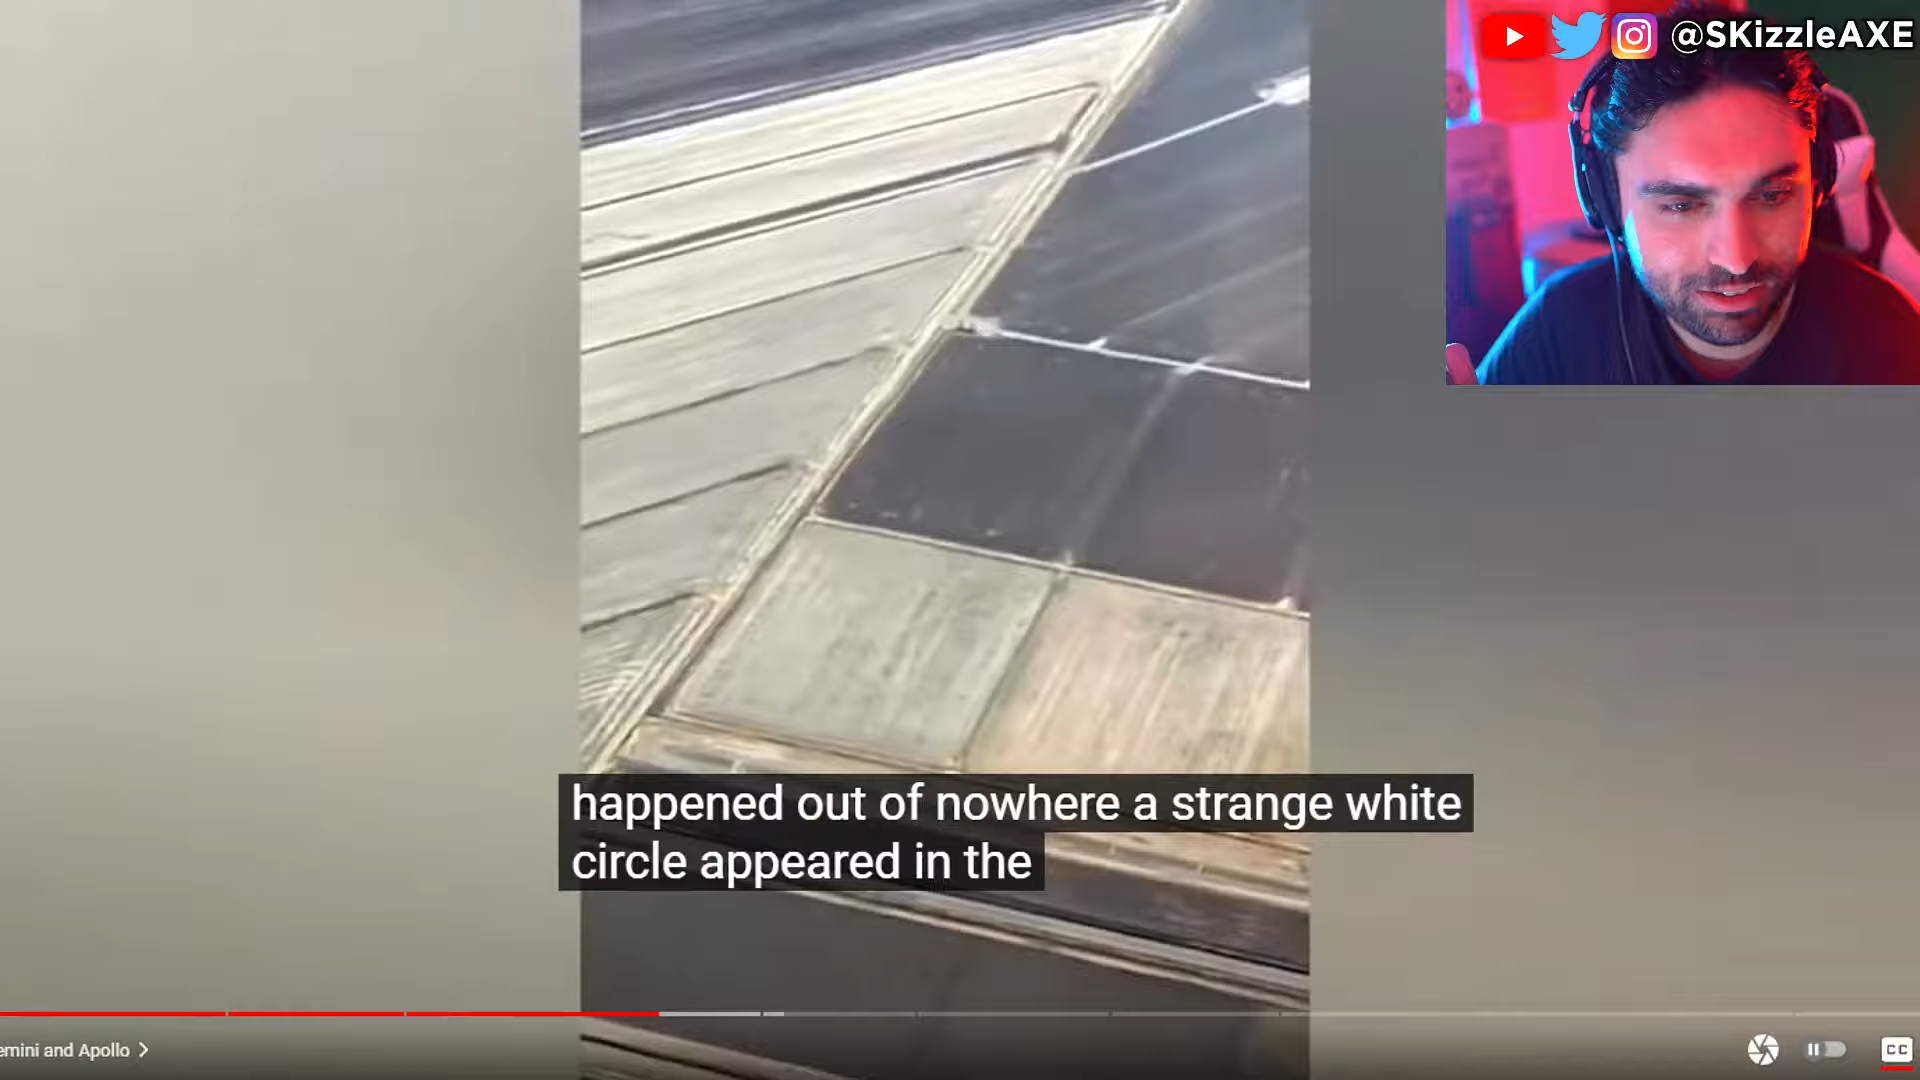 @SKizzleAXE
happened out of nowhere a strange white
circle appeared in the
emini and Apollo
CC